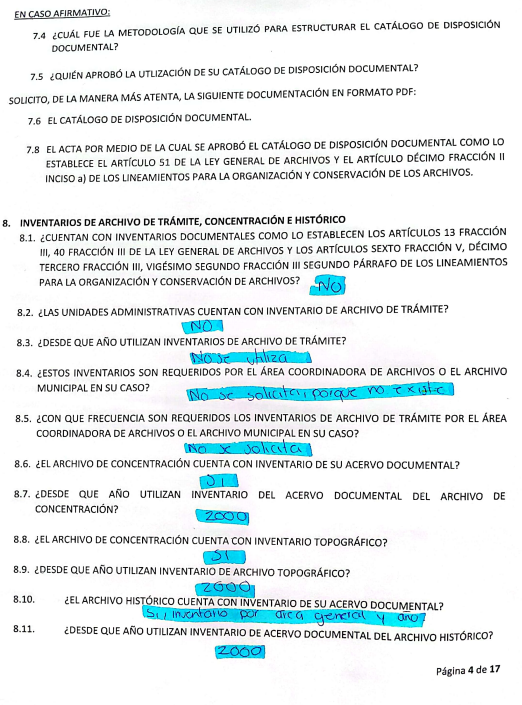 EN CASO AFIRMATIVO:
7.4 ¿CUÁL FUE LA METODOLOGÍA QUE SE UTILIZÓ PARA ESTRUCTURAR EL CATÁLOGO DE DISPOSICIÓN
DOCUMENTAL?
7.5 ¿QUIÉN APROBÓ LA UTLIZACIÓN DE SU CATÁLOGO DE DISPOSICIÓN DOCUMENTAL?
SOLICITO, DE LA MANERA MÁS ATENTA, LA SIGUIENTE DOCUMENTACIÓN EN FORMATO PDF:
7.6 EL CATÁLOGO DE DISPOSICIÓN DOCUMENTAL.
7.8 EL ACTA POR MEDIO DE LA CUAL SE APROBÓ EL CATÁLOGO DE DISPOSICIÓN DOCUMENTAL COMO LO
ESTABLECE EL ARTÍCULO 51 DE LA LEY GENERAL DE ARCHIVOS Y EL ARTÍCULO DÉCIMO FRACCIÓN II
INCISO a) DE LOS LINEAMIENTOS PARA LA ORGANIZACIÓN Y CONSERVACIÓN DE LOS ARCHIVOS.
8. INVENTARIOS DE ARCHIVO DE TRÁMITE, CONCENTRACIÓN E HISTÓRICO
8.1. ¿CUENTAN CON INVENTARIOS DOCUMENTALES COMO LO ESTABLECEN LOS ARTÍCULOS 13 FRACCIÓN
III, 40 FRACCIÓN III DE LA LEY GENERAL DE ARCHIVOS Y LOS ARTÍCULOS SEXTO FRACCIÓN V, DÉCIMO
TERCERO FRACCIÓN III, VIGÉSIMO SEGUNDO FRACCIÓN III SEGUNDO PÁRRAFO DE LOS LINEAMIENTOS
PARA LA ORGANIZACIÓN Y CONSERVACIÓN DE ARCHIVOS? NO
8.2. ¿LAS UNIDADES ADMINISTRATIVAS CUENTAN CON INVENTARIO DE ARCHIVO DE TRÁMITE?
NO
8.3. ¿DESDE QUE AÑO UTILIZAN INVENTARIOS DE ARCHIVO DE TRÁMITE?
No se utiliza
8.4. ¿ESTOS INVENTARIOS SON REQUERIDOS POR EL ÁREA COORDINADORA DE ARCHIVOS O EL ARCHIVO
MUNICIPAL EN SU CASO? No se solicita, porque no existe
8.5. ¿CON QUE FRECUENCIA SON REQUERIDOS LOS INVENTARIOS DE ARCHIVO DE TRÁMITE POR EL ÁREA
COORDINADORA DE ARCHIVOS O EL ARCHIVO MUNICIPAL EN SU CASO?
No se solicita
8.6. ¿EL ARCHIVO DE CONCENTRACIÓN CUENTA CON INVENTARIO DE SU ACERVO DOCUMENTAL?
SI
8.7. ¿DESDE QUE AÑO UTILIZAN INVENTARIO DEL ACERVO DOCUMENTAL DEL ARCHIVO DE
CONCENTRACIÓN? 2000
8.8. ¿EL ARCHIVO DE CONCENTRACIÓN CUENTA CON INVENTARIO TOPOGRÁFICO?
SI
8.9. ¿DESDE QUE AÑO UTILIZAN INVENTARIO DE ARCHIVO TOPOGRÁFICO?
2000
8.10. ¿EL ARCHIVO HISTÓRICO CUENTA CON INVENTARIO DE SU ACERVO DOCUMENTAL?
Si, inventario por area general y año.
8.11. ¿DESDE QUE AÑO UTILIZAN INVENTARIO DE ACERVO DOCUMENTAL DEL ARCHIVO HISTÓRICO?
2000
Página 4 de 17